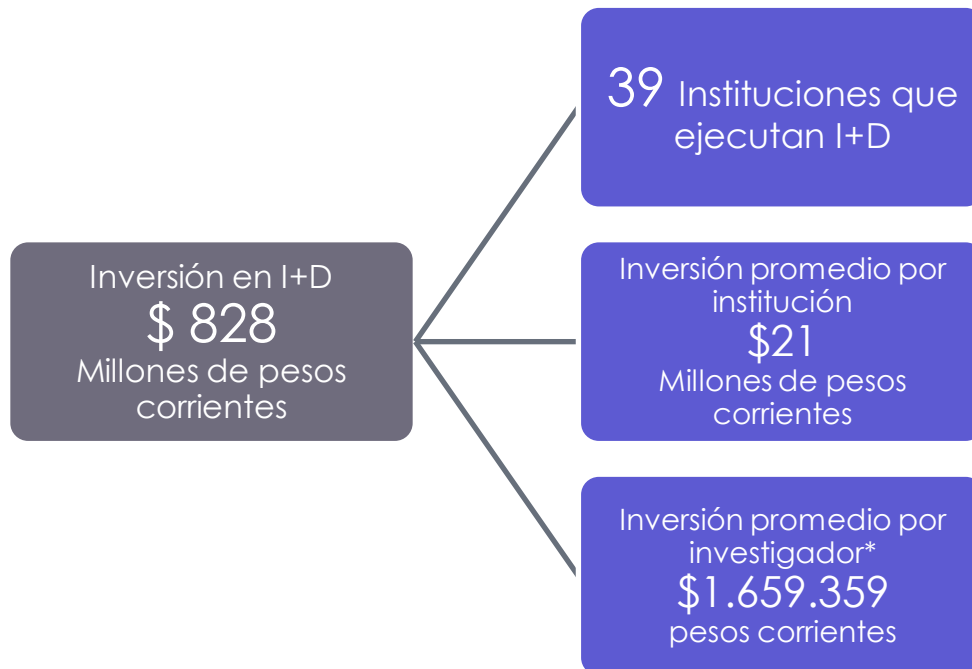 39 Instituciones que
ejecutan I+D
Inversión en I+D
$ 828
Millones de pesos
corrientes
Inversión promedio por
institución
$21
Millones de pesos
corrientes
Inversión promedio por
investigador*
$1.659.359
pesos corrientes